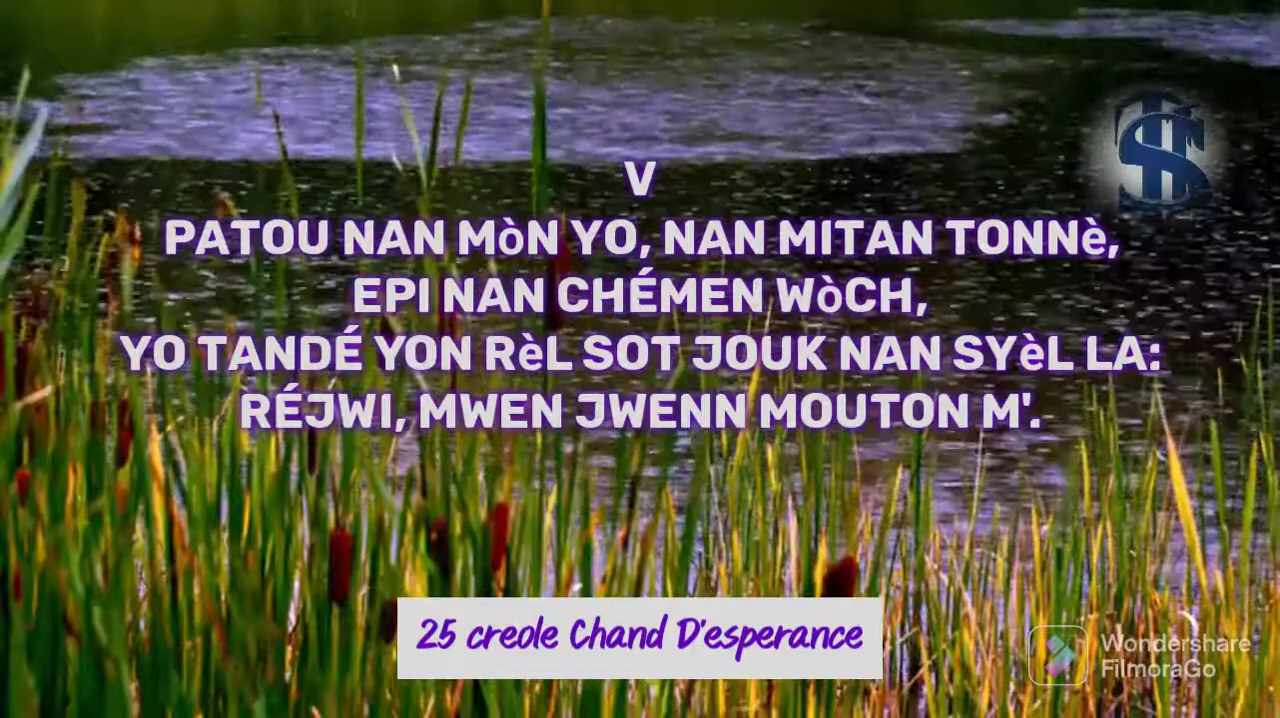 V
PATOU NAN MòN YO, NAN MITAN TONNè,
EPI NAN CHÉMEN WòCH,
YO TANDÉ YON RèL SOT JOUK NAN SYèL LA:
RÉJWI, MWEN JWENN MOUTON M'.
25 creole Chand D'esperance
Wondershare
FilmoraGo